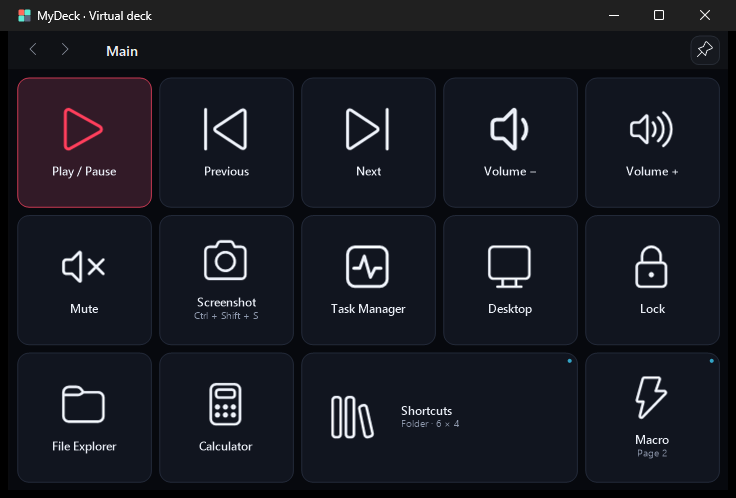 MyDeck · Virtual deck
Main
Play / Pause
Previous
Next
Volume −
Volume +
Mute
Screenshot
Ctrl + Shift + S
Task Manager
Desktop
Lock
File Explorer
Calculator
Shortcuts
Folder · 6 × 4
Macro
Page 2